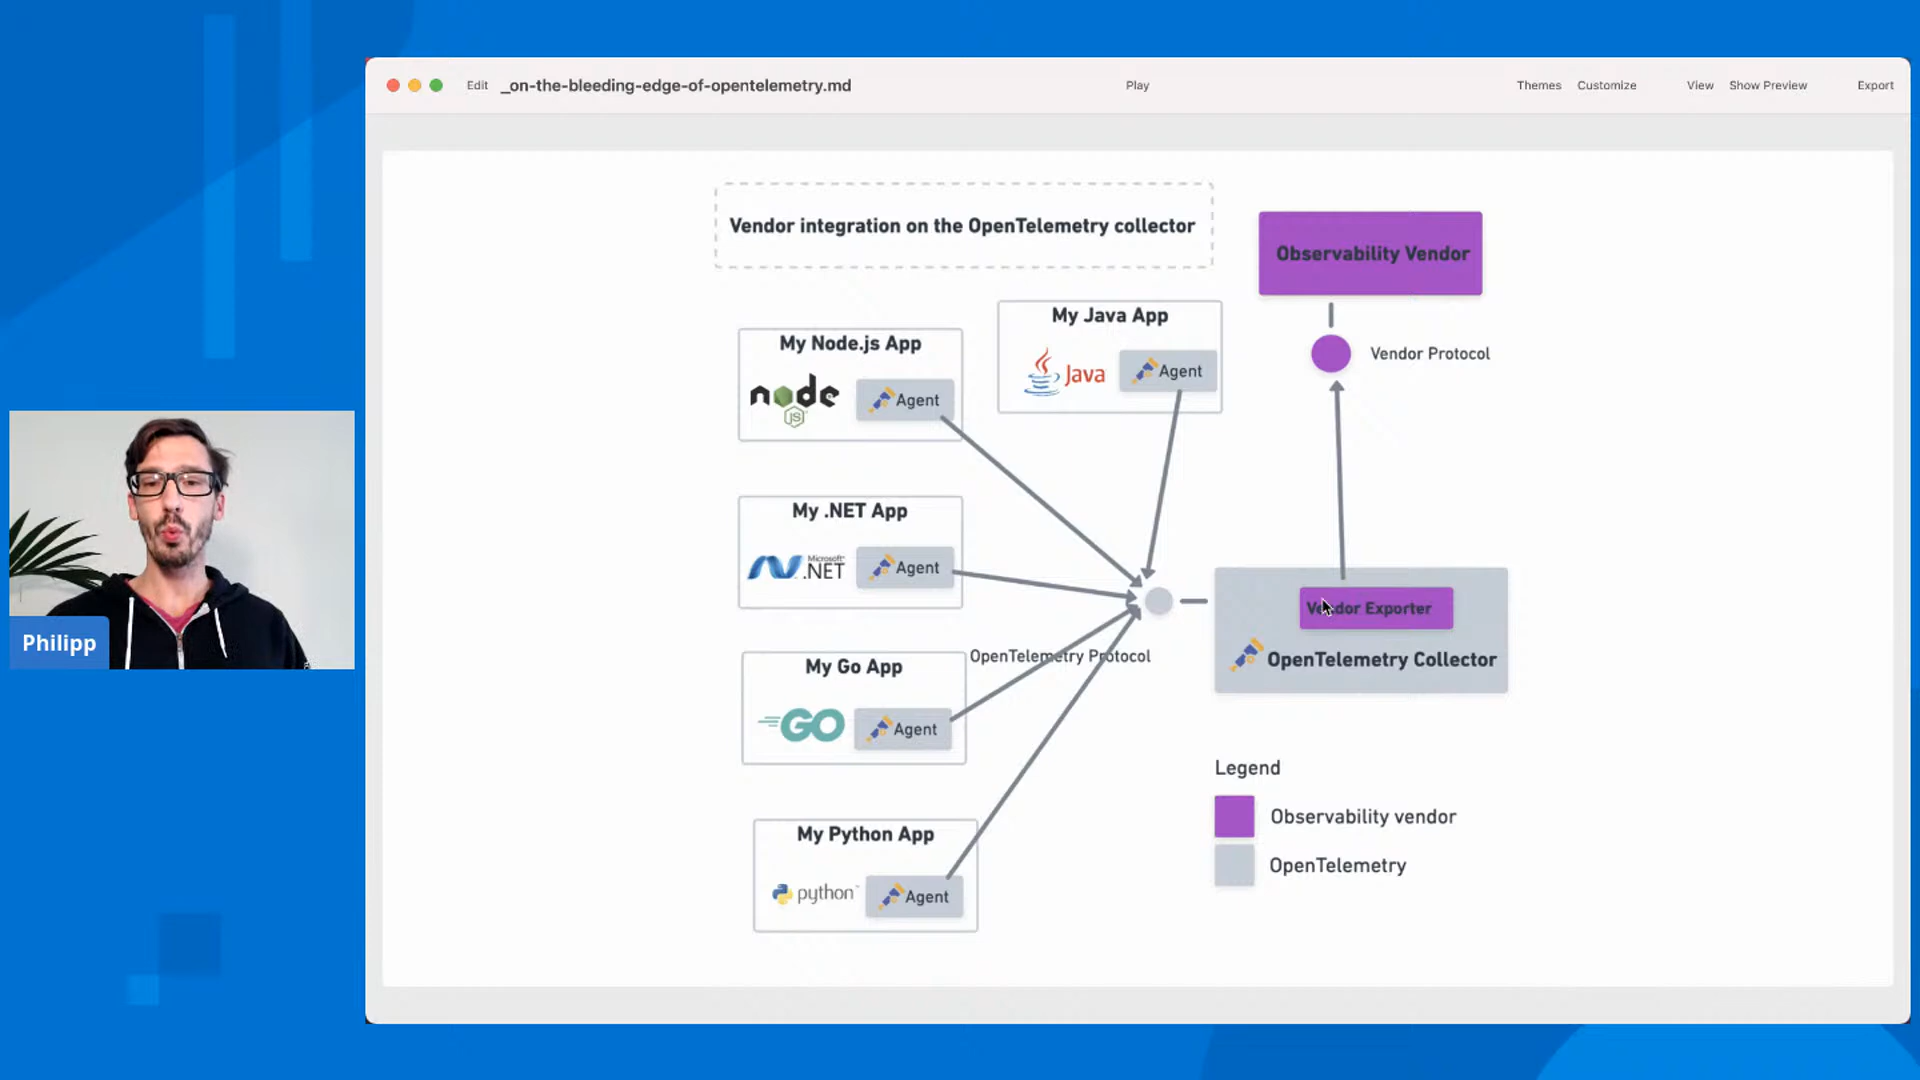 Edit _on-the-bleeding-edge-of-opentelemetry.md Play Themes Customize View Show Preview Export
Vendor integration on the OpenTelemetry collector
Observability Vendor
Vendor Protocol
My Node.js App
node
JS
Agent
My Java App
Java
Agent
My .NET App
Microsoft
.NET
Agent
OpenTelemetry Protocol
My Go App
GO
Agent
My Python App
python
Agent
Vendor Exporter
OpenTelemetry Collector
Legend
Observability vendor
OpenTelemetry
Philipp